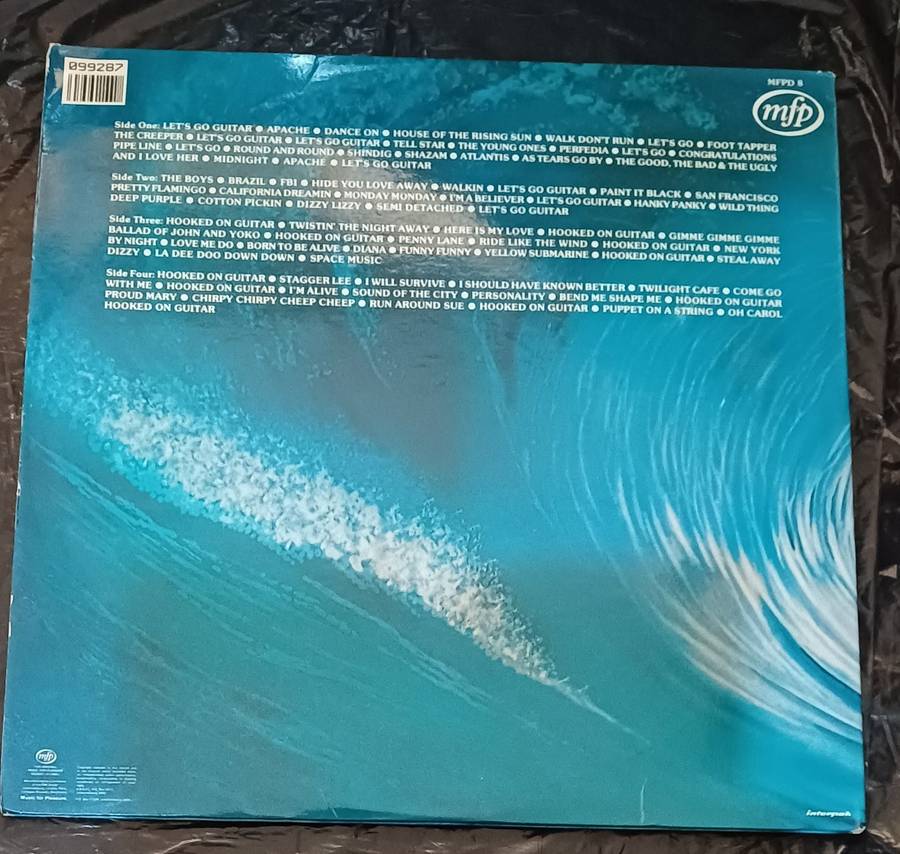 099287
MFPD 8
mfp
Side One: LET'S GO GUITAR ● APACHE ● DANCE ON ● HOUSE OF THE RISING SUN ● WALK DON'T RUN ● LET'S GO ● FOOT TAPPER
THE CREEPER ● LET'S GO GUITAR ● LET'S GO GUITAR ● TELL STAR ● THE YOUNG ONES ● PERFEDIA ● LET'S GO ● CONGRATULATIONS
PIPE LINE ● LET'S GO ● ROUND AND ROUND ● SHINDIG ● SHAZAM ● ATLANTIS ● AS TEARS GO BY ● THE GOOD, THE BAD & THE UGLY
AND I LOVE HER ● MIDNIGHT ● APACHE ● LET'S GO GUITAR
Side Two: THE BOYS ● BRAZIL ● FBI ● HIDE YOU LOVE AWAY ● WALKIN ● LET'S GO GUITAR ● PAINT IT BLACK ● SAN FRANCISCO
PRETTY FLAMINGO ● CALIFORNIA DREAMIN ● MONDAY MONDAY ● I'M A BELIEVER ● LET'S GO GUITAR ● HANKY PANKY ● WILD THING
DEEP PURPLE ● COTTON PICKIN ● DIZZY LIZZY ● SEMI DETACHED ● LET'S GO GUITAR
Side Three: HOOKED ON GUITAR ● TWISTIN' THE NIGHT AWAY ● HERE IS MY LOVE ● HOOKED ON GUITAR ● GIMME GIMME GIMME
BALLAD OF JOHN AND YOKO ● HOOKED ON GUITAR ● PENNY LANE ● RIDE LIKE THE WIND ● HOOKED ON GUITAR ● NEW YORK
BY NIGHT ● LOVE ME DO ● BORN TO BE ALIVE ● DIANA ● FUNNY FUNNY ● YELLOW SUBMARINE ● HOOKED ON GUITAR ● STEAL AWAY
DIZZY ● LA DEE DOO DOWN DOWN ● SPACE MUSIC
Side Four: HOOKED ON GUITAR ● STAGGER LEE ● I WILL SURVIVE ● I SHOULD HAVE KNOWN BETTER ● TWILIGHT CAFE ● COME GO
WITH ME ● HOOKED ON GUITAR ● I'M ALIVE ● SOUND OF THE CITY ● PERSONALITY ● BEND ME SHAPE ME ● HOOKED ON GUITAR
PROUD MARY ● CHIRPY CHIRPY CHEEP CHEEP ● RUN AROUND SUE ● HOOKED ON GUITAR ● PUPPET ON A STRING ● OH CAROL
HOOKED ON GUITAR
mfp
Music for Pleasure
interpak